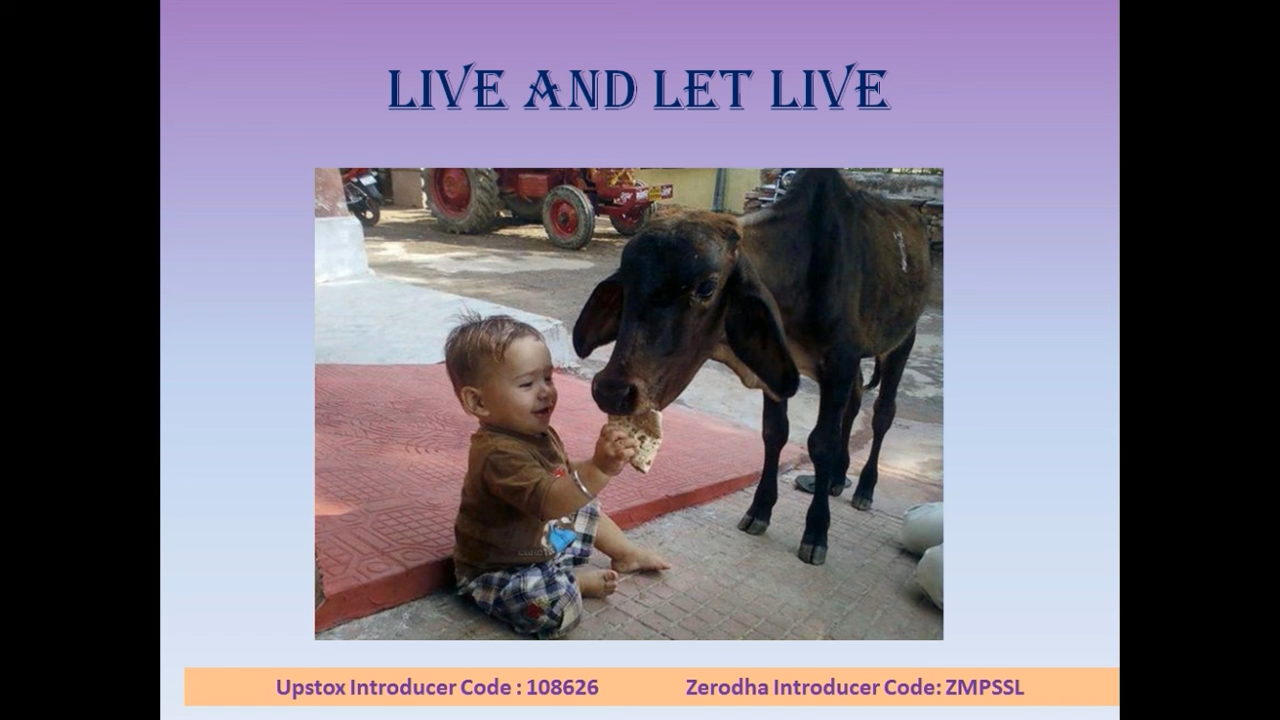 LIVE AND LET LIVE
Upstox Introducer Code : 108626 Zerodha Introducer Code: ZMPSSL